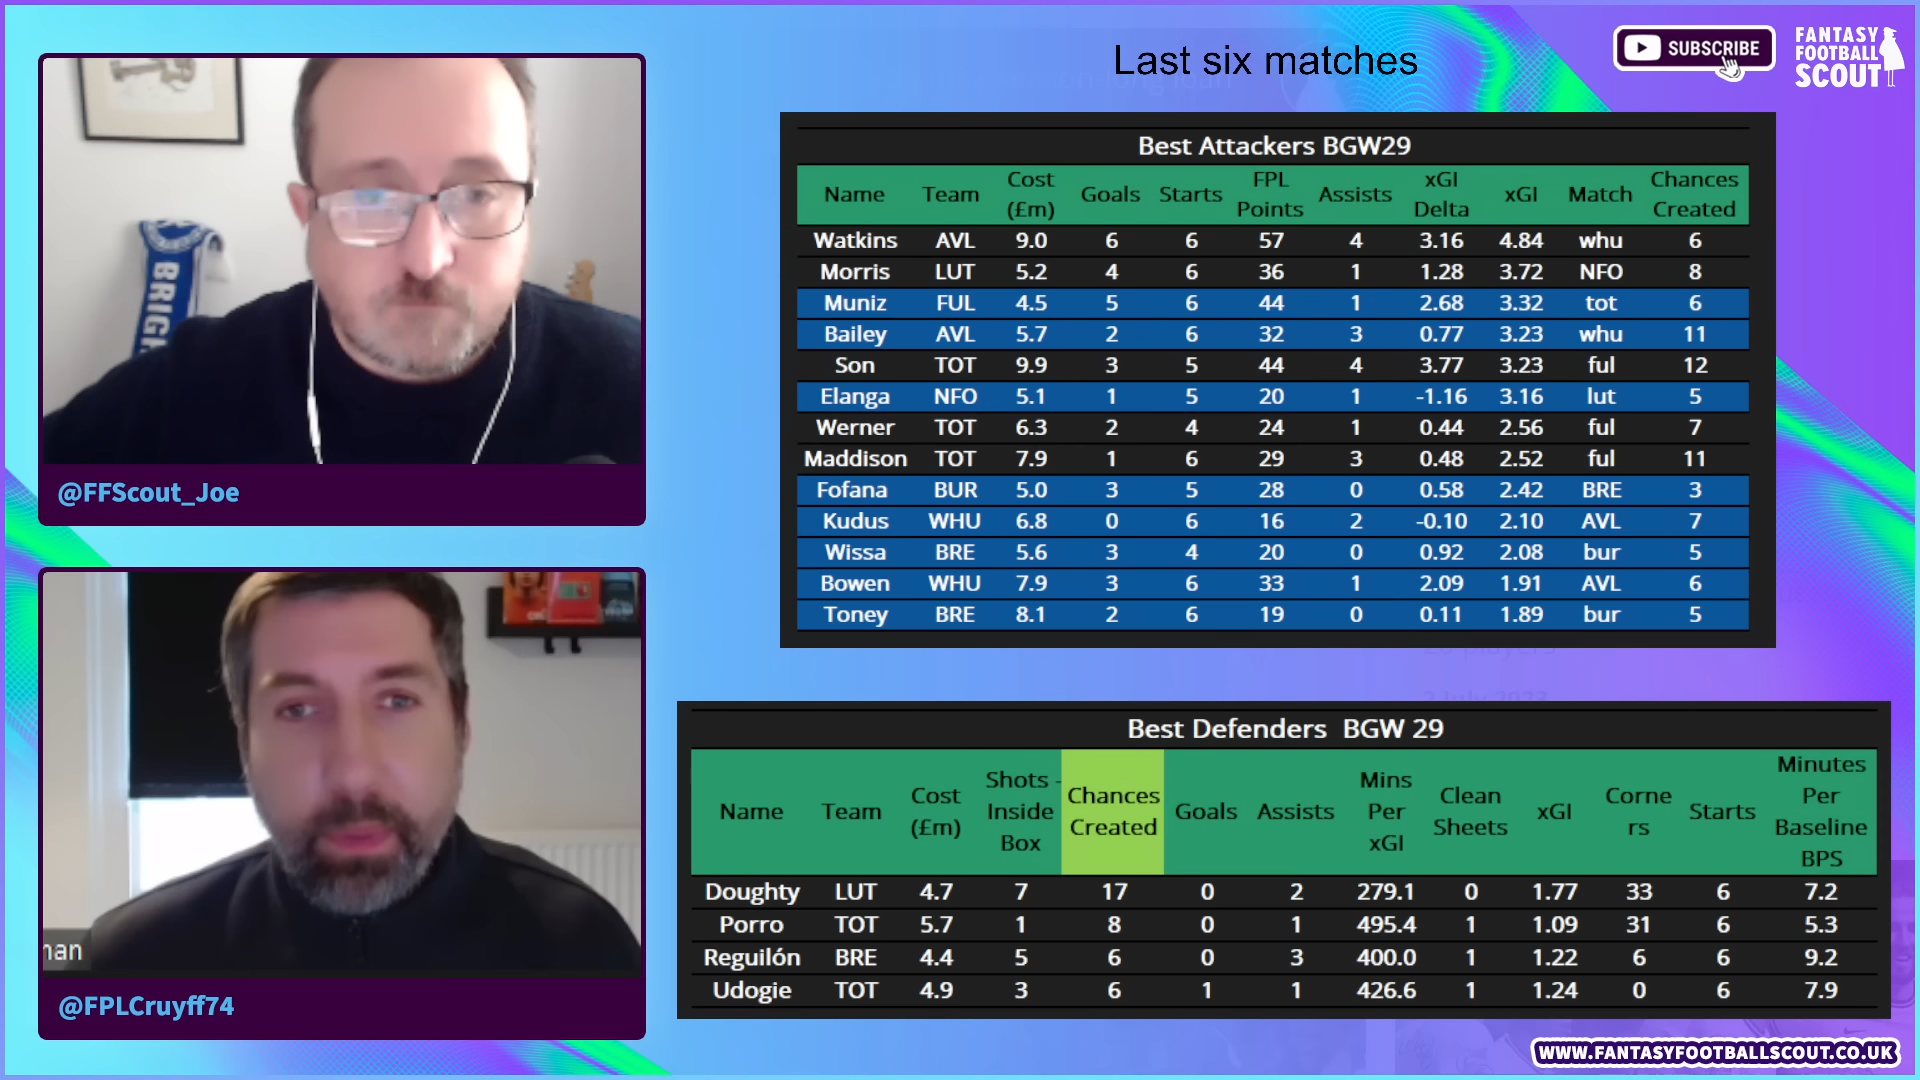 Last six matches
SUBSCRIBE
FANTASY
FOOTBALL
SCOUT
BRIGH
@FFScout_Joe
man
@FPLCruyff74
Best Attackers BGW29
Name Team Cost (£m) Goals Starts FPL Points Assists xGI Delta xGI Match Chances Created
Watkins AVL 9.0 6 6 57 4 3.16 4.84 whu 6
Morris LUT 5.2 4 6 36 1 1.28 3.72 NFO 8
Muniz FUL 4.5 5 6 44 1 2.68 3.32 tot 6
Bailey AVL 5.7 2 6 32 3 0.77 3.23 whu 11
Son TOT 9.9 3 5 44 4 3.77 3.23 ful 12
Elanga NFO 5.1 1 5 20 1 -1.16 3.16 lut 5
Werner TOT 6.3 2 4 24 1 0.44 2.56 ful 7
Maddison TOT 7.9 1 6 29 3 0.48 2.52 ful 11
Fofana BUR 5.0 3 5 28 0 0.58 2.42 BRE 3
Kudus WHU 6.8 0 6 16 2 -0.10 2.10 AVL 7
Wissa BRE 5.6 3 4 20 0 0.92 2.08 bur 5
Bowen WHU 7.9 3 6 33 1 2.09 1.91 AVL 6
Toney BRE 8.1 2 6 19 0 0.11 1.89 bur 5
Best Defenders BGW 29
Name Team Cost (£m) Shots - Inside Box Chances Created Goals Assists Mins Per xGI Clean Sheets xGI Corne rs Starts Minutes Per Baseline BPS
Doughty LUT 4.7 7 17 0 2 279.1 0 1.77 33 6 7.2
Porro TOT 5.7 1 8 0 1 495.4 1 1.09 31 6 5.3
Reguilón BRE 4.4 5 6 0 3 400.0 1 1.22 6 6 9.2
Udogie TOT 4.9 3 6 1 1 426.6 1 1.24 0 6 7.9
WWW.FANTASYFOOTBALLSCOUT.CO.UK